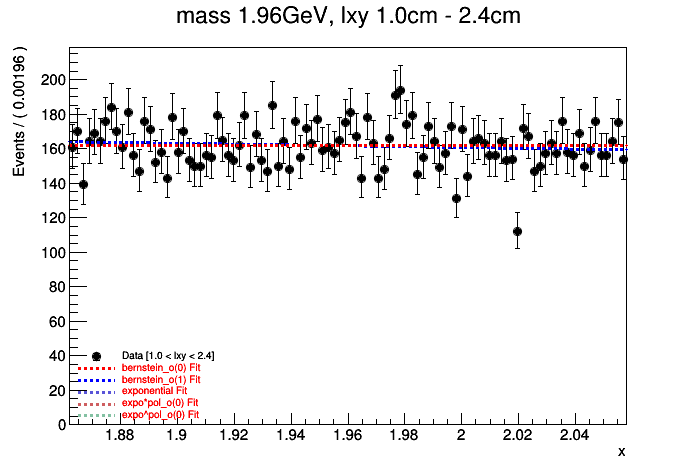 mass 1.96GeV, lxy 1.0cm - 2.4cm
Events / ( 0.00196 )
200
180
160
140
120
100
80
60
40
20
0
Data [1.0 < lxy < 2.4]
bernstein_o(0) Fit
bernstein_o(1) Fit
exponential Fit
expo*pol_o(0) Fit
expo^pol_o(0) Fit
1.88 1.9 1.92 1.94 1.96 1.98 2 2.02 2.04
x